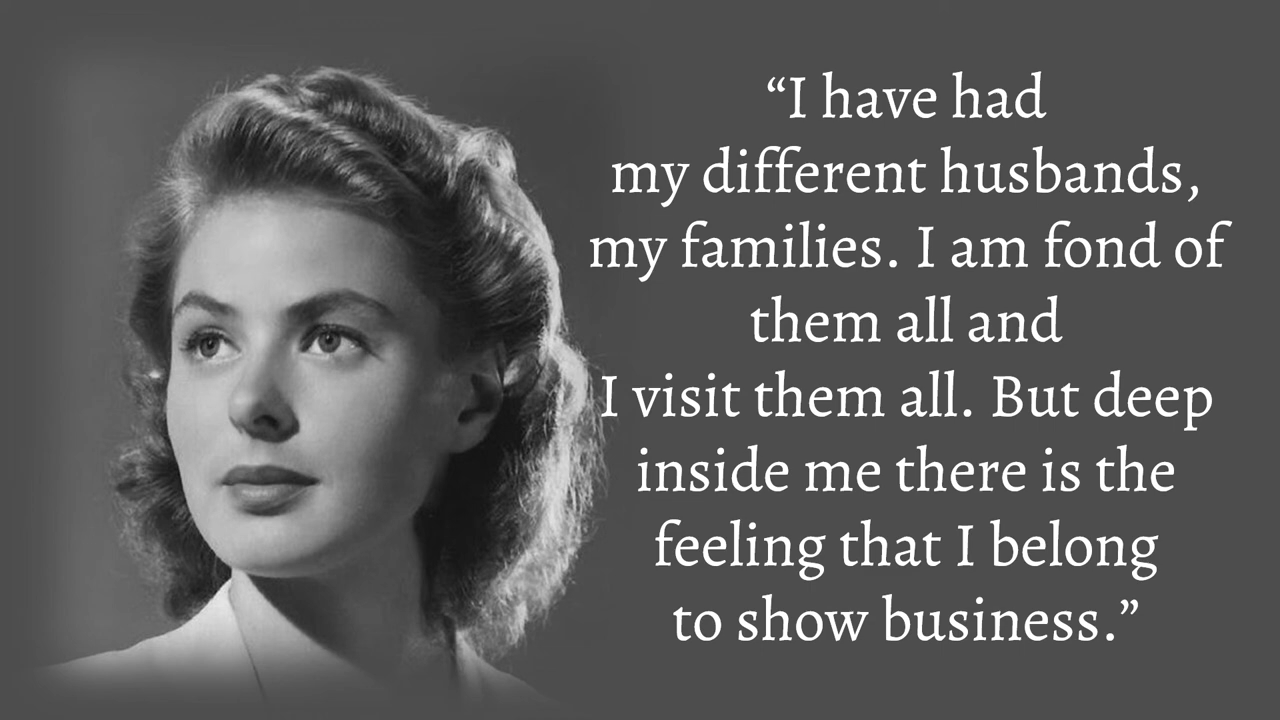 “I have had
my different husbands,
my families. I am fond of
them all and
I visit them all. But deep
inside me there is the
feeling that I belong
to show business.”